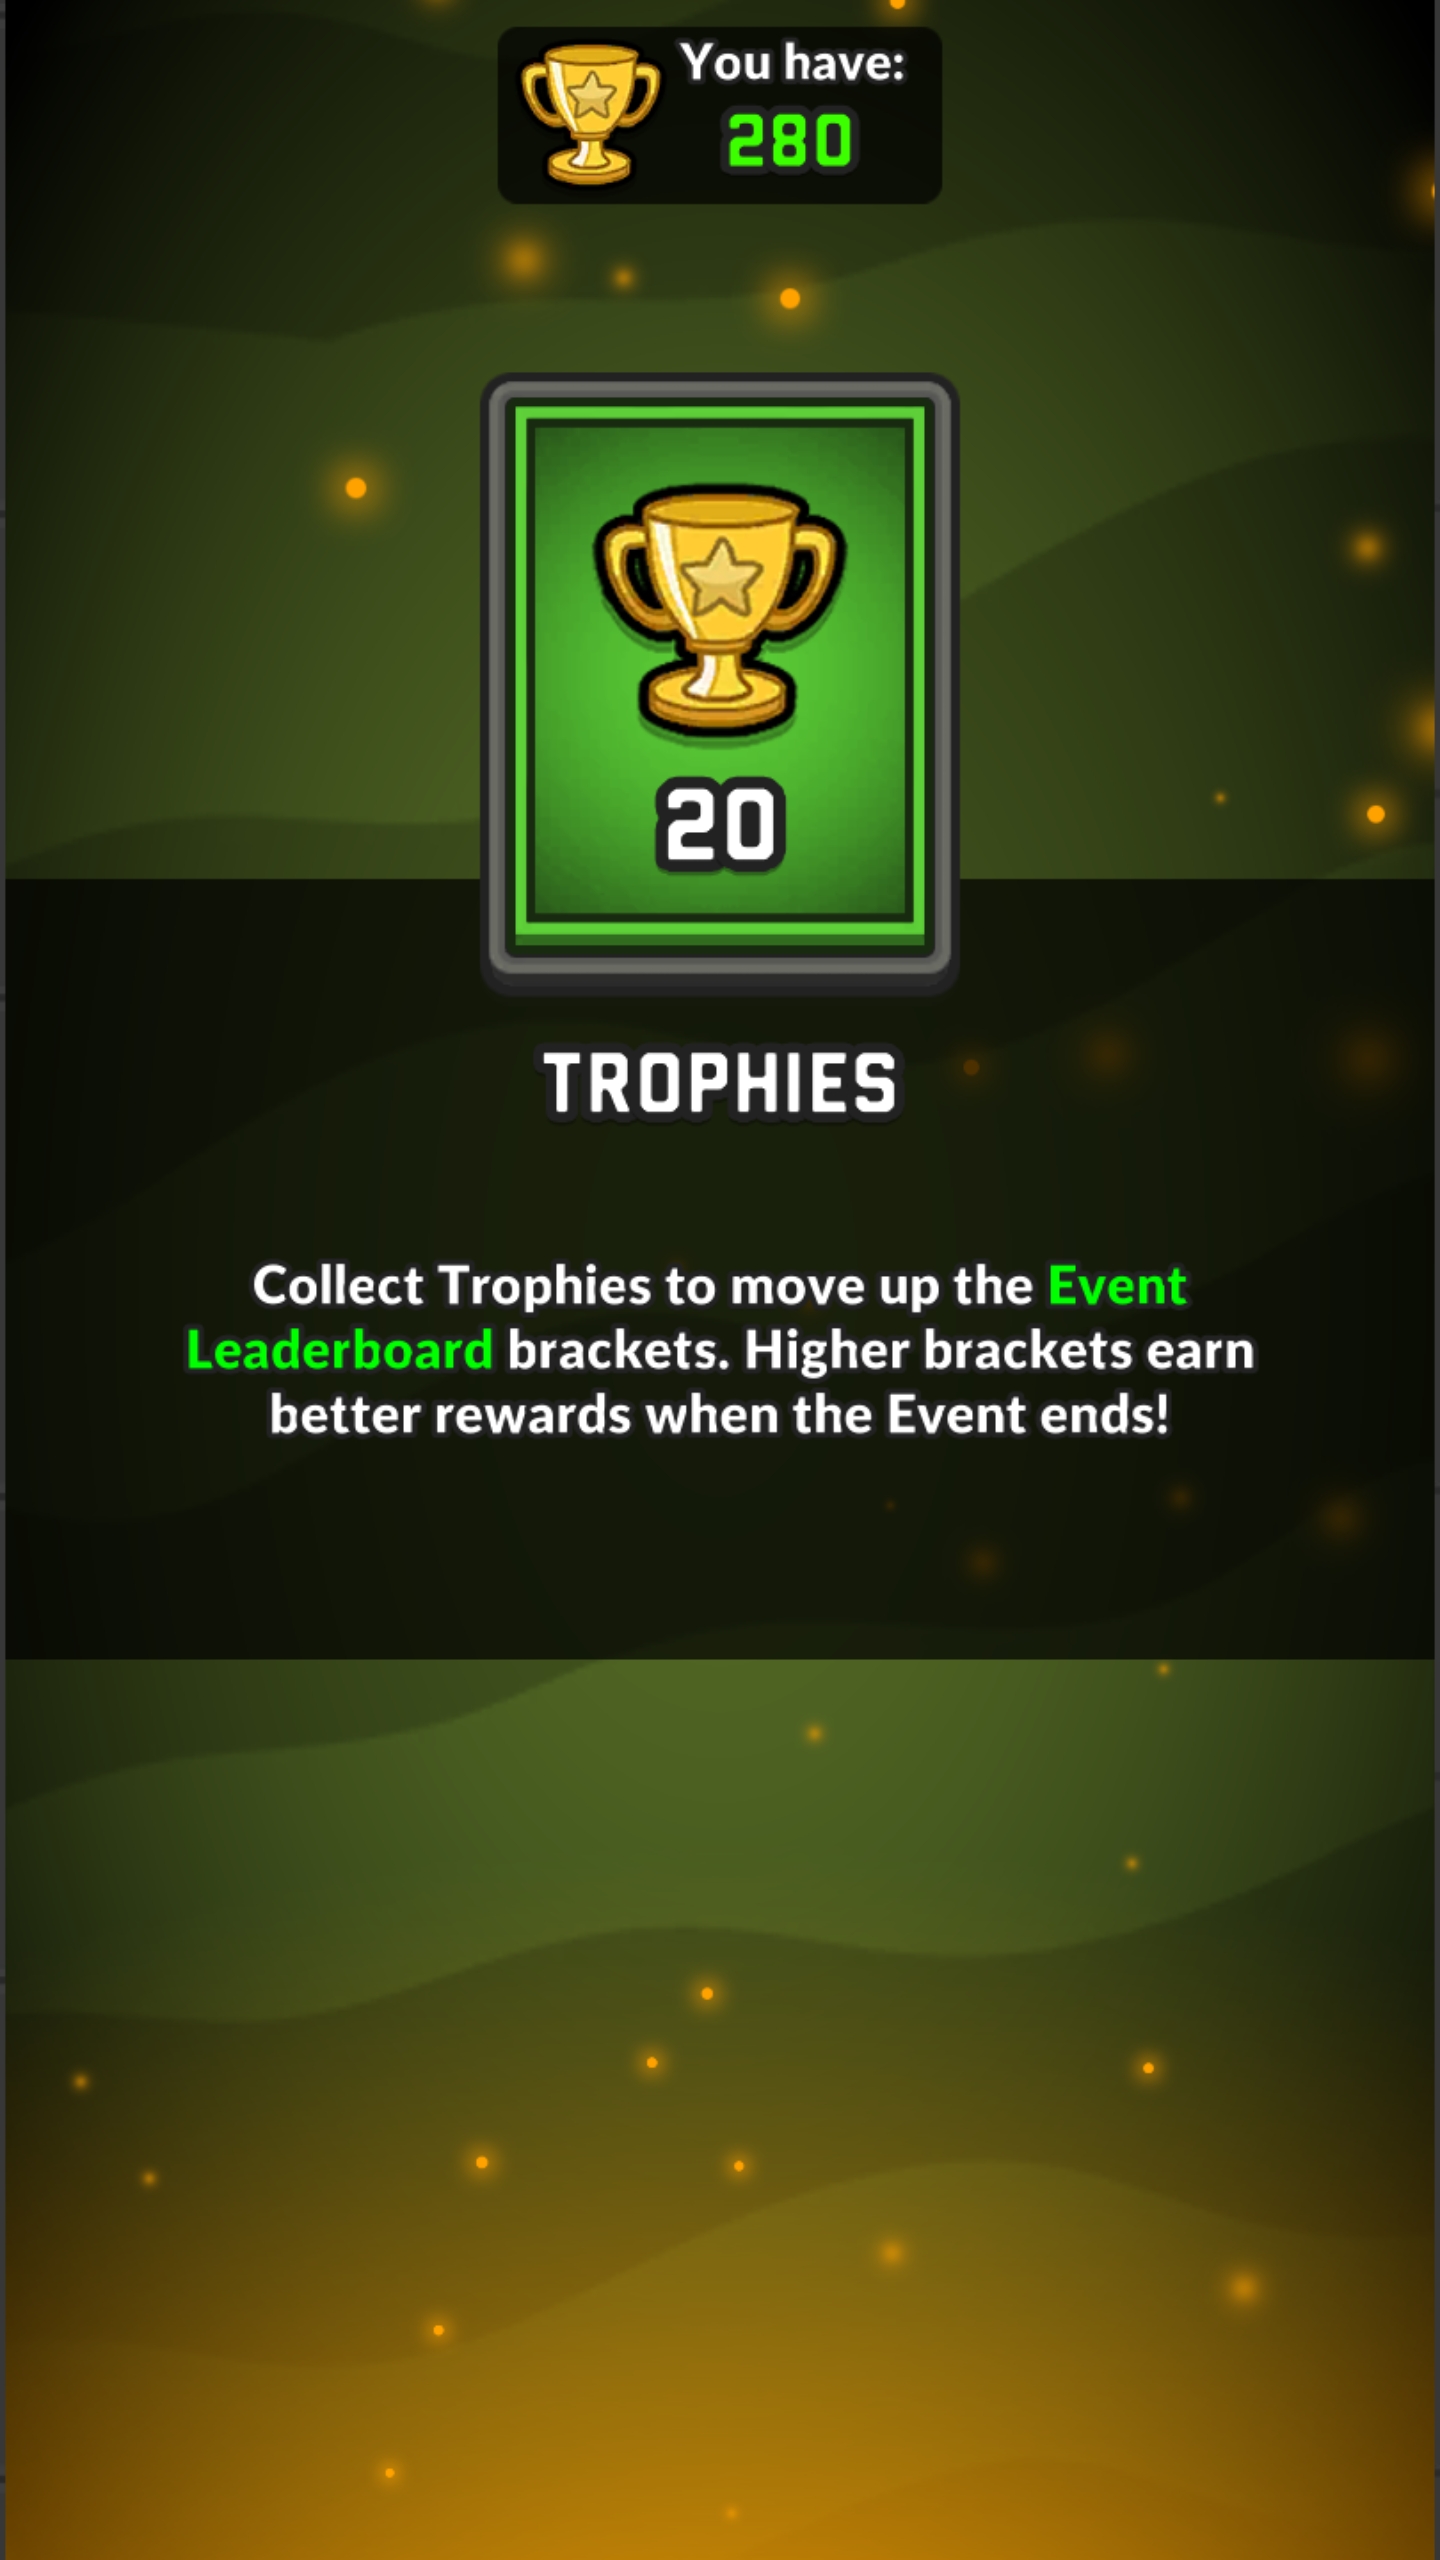 You have:
280
20
TROPHIES
Collect Trophies to move up the Event
Leaderboard brackets. Higher brackets earn
better rewards when the Event ends!